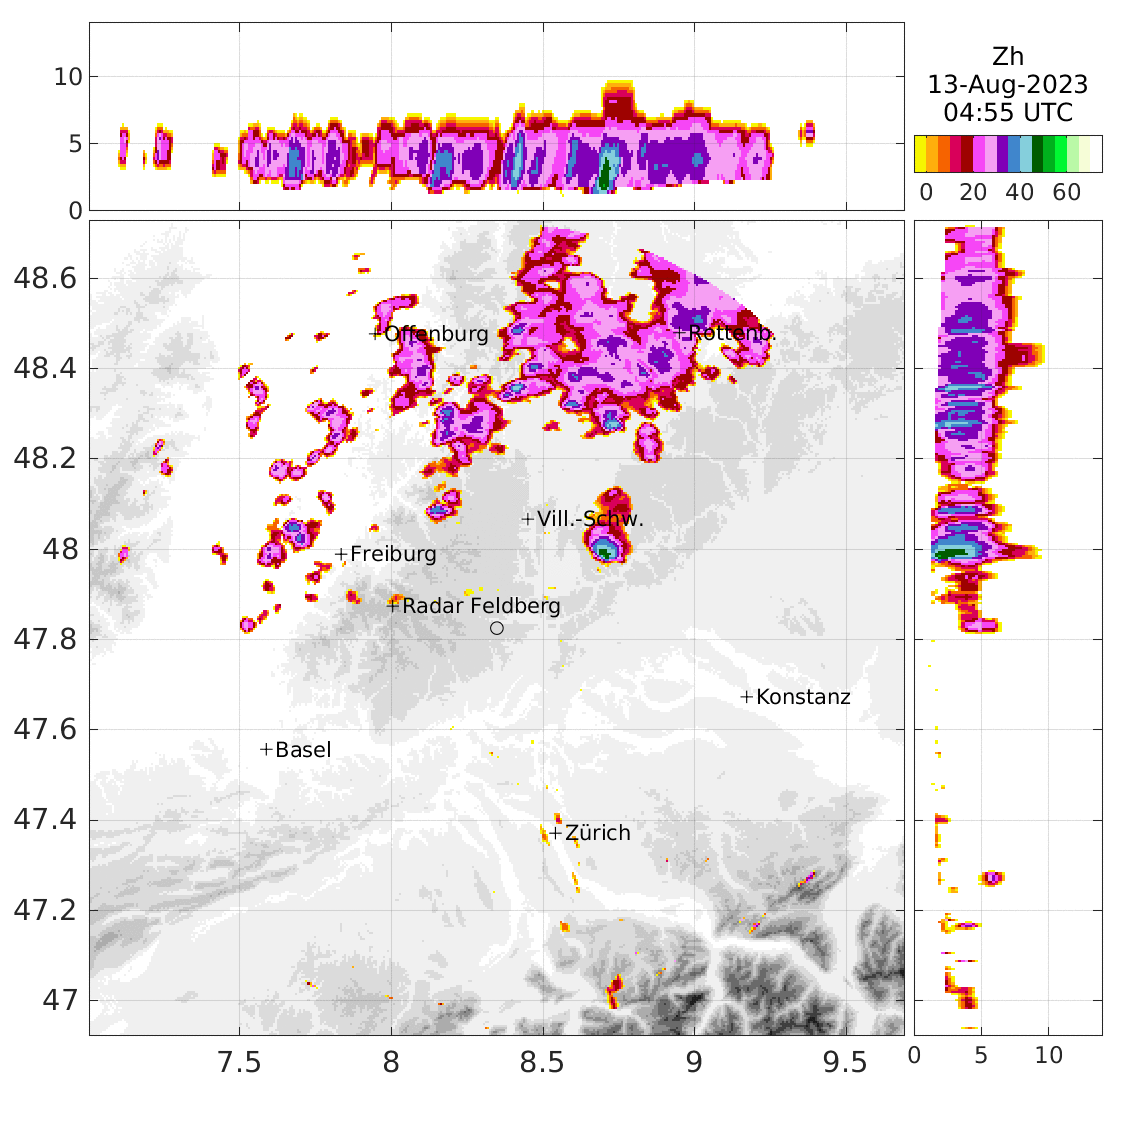 Zh
13-Aug-2023
04:55 UTC
10
5
0
0
20
40
60
48.6
48.4
48.2
48
47.8
47.6
47.4
47.2
47
Offenburg
Rottenb.
Vill.-Schw.
Freiburg
Radar Feldberg
Konstanz
Basel
Zürich
7.5
8
8.5
9
9.5
0
5
10